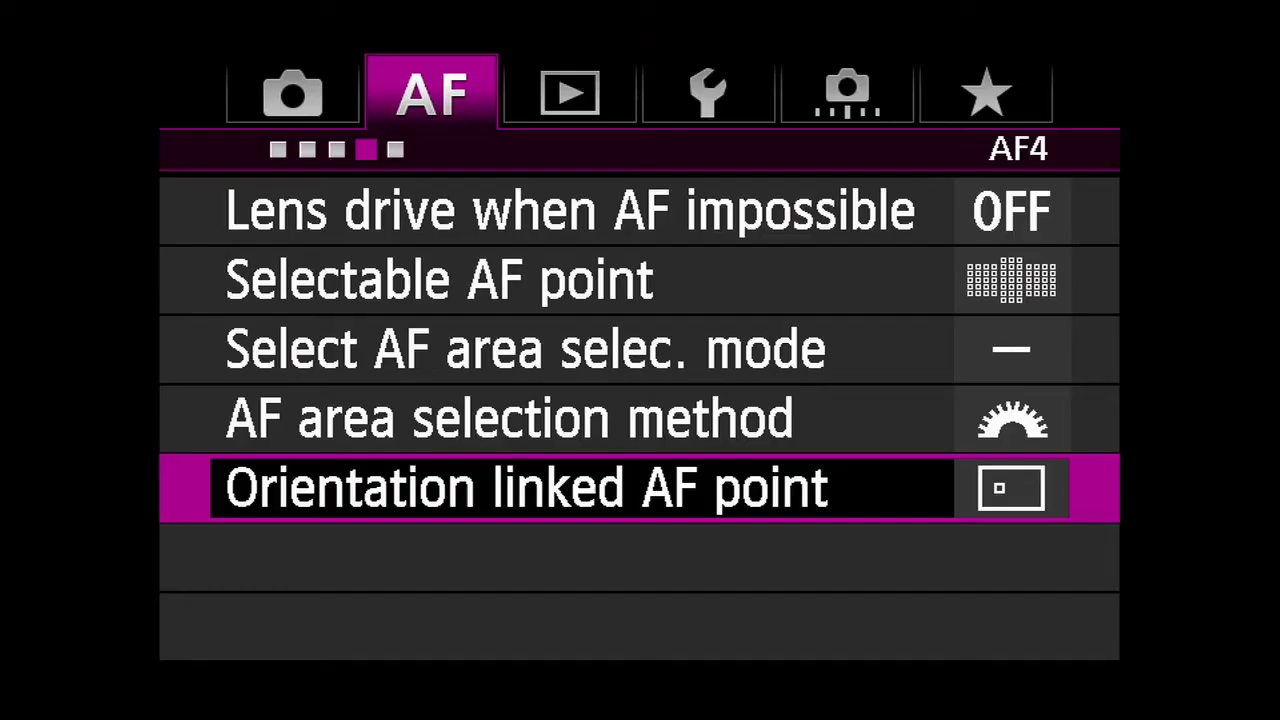 AF
AF4
Lens drive when AF impossible OFF
Selectable AF point
Select AF area selec. mode
AF area selection method
Orientation linked AF point